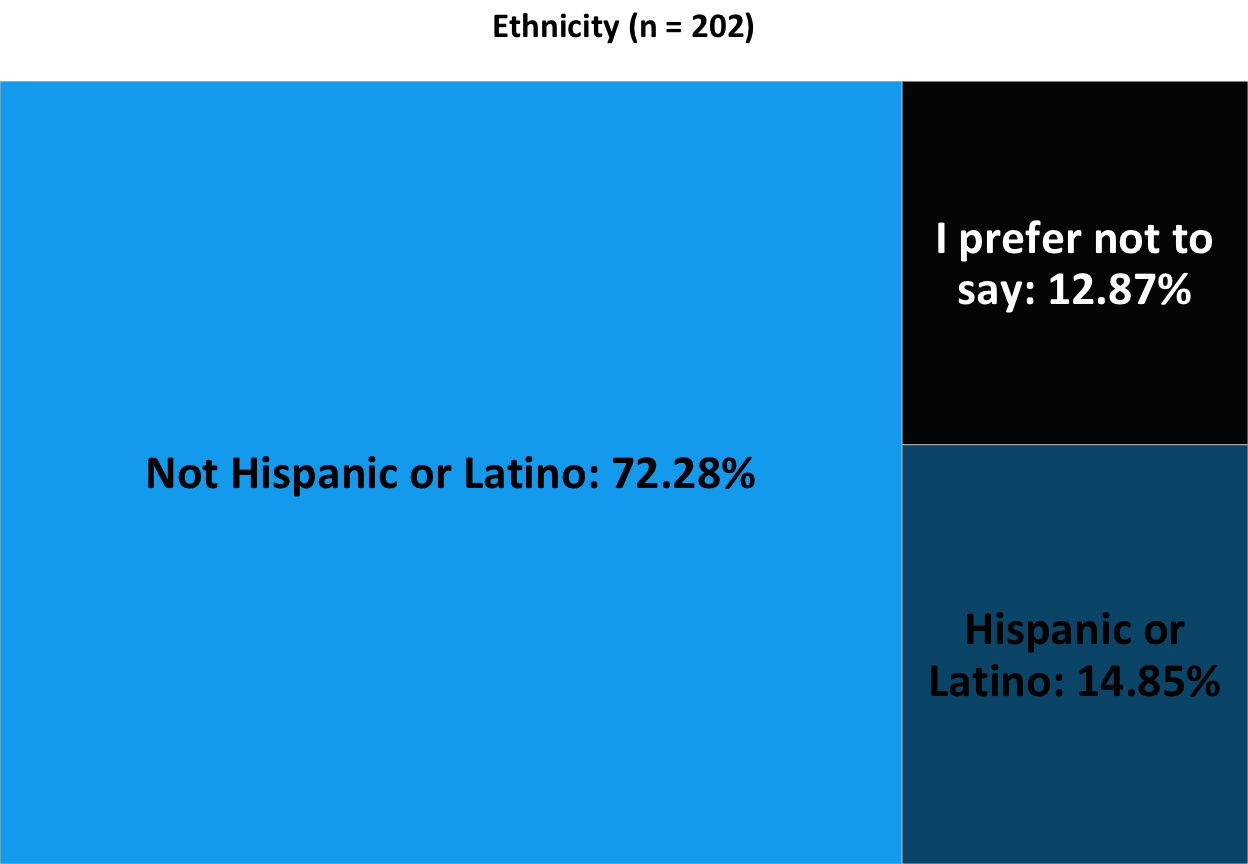 Ethnicity (n = 202)
Not Hispanic or Latino: 72.28%
I prefer not to
say: 12.87%
Hispanic or
Latino: 14.85%